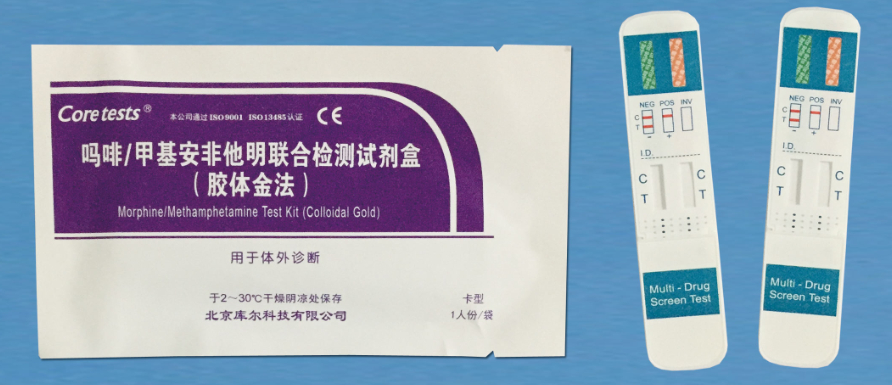 Coretests®
本公司通过 ISO9001 ISO13485认证
CE
吗啡/甲基安非他明联合检测试剂盒
（胶体金法）
Morphine/Methamphetamine Test Kit (Colloidal Gold)
用于体外诊断
于2～30℃干燥阴凉处保存
卡型
北京库尔科技有限公司
1人份/袋
NEG POS INV
C
T
- +
I.D.
C C
T T
Multi - Drug
Screen Test
NEG POS INV
C
T
- +
I.D.
C C
T T
Multi - Drug
Screen Test